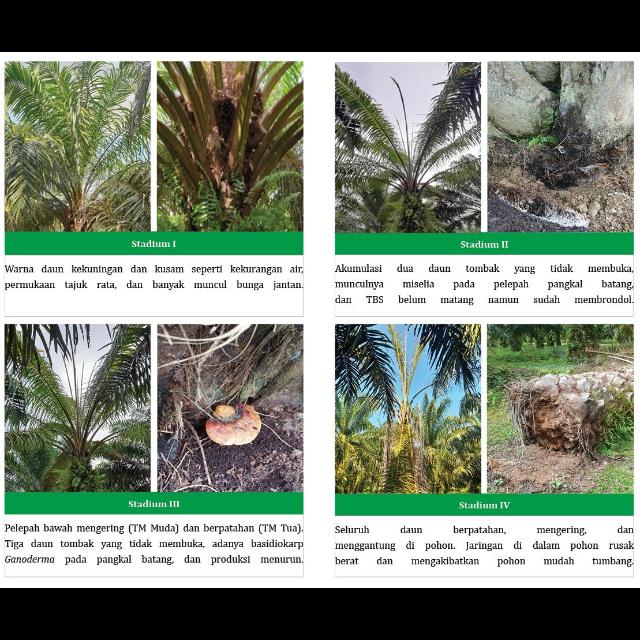 Stadium I
Warna daun kekuningan dan kusam seperti kekurangan air,
permukaan tajuk rata, dan banyak muncul bunga jantan.
Stadium II
Akumulasi dua daun tombak yang tidak membuka,
munculnya miselia pada pelepah pangkal batang,
dan TBS belum matang namun sudah membrondol.
Stadium III
Pelepah bawah mengering (TM Muda) dan berpatahan (TM Tua).
Tiga daun tombak yang tidak membuka, adanya basidiokarp
Ganoderma pada pangkal batang, dan produksi menurun.
Stadium IV
Seluruh daun berpatahan, mengering, dan
menggantung di pohon. Jaringan di dalam pohon rusak
berat dan mengakibatkan pohon mudah tumbang.